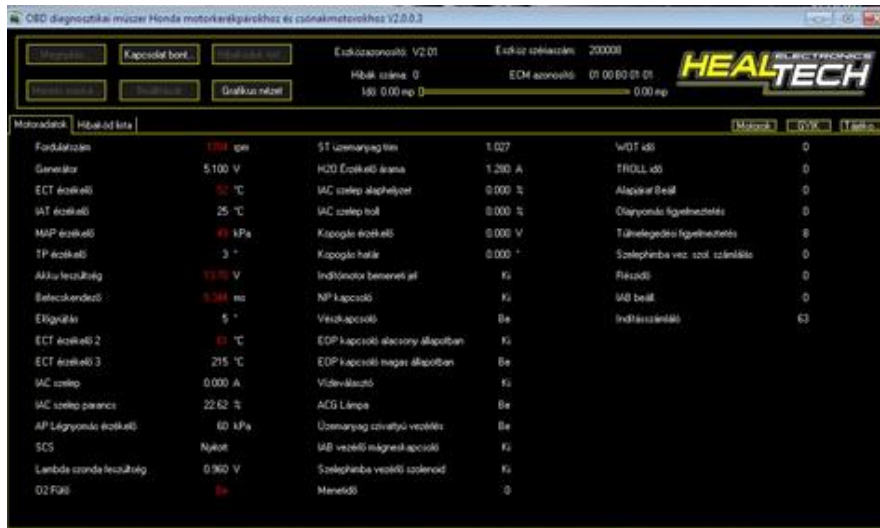 OBD diagnosztikai műszer Honda motorkerékpárokhoz és csónakmotorokhoz V2.0.0.3
Kapcsolat bont... Eszközazonosító: V2.01 Eszköz szériaszám: 200008
Hibák száma: 0 ECM azonosító: 01 00 B0 01 01
Grafikus nézet Idő: 0.00 mp 0.00 mp
HEALTECH ELECTRONICS
Motoradatok Hibakód lista Motorok GYIK
Fordulatszám rpm ST üzemanyag trim 1.027 WOT idő 0
Generátor 5.100 V H2O Érzékelő árama 1.280 A TROLL idő 0
ECT érzékelő 52 °C IAC szelep alaphelyzet 0.000 % Alapjárat Beáll 0
IAT érzékelő 25 °C IAC szelep troll 0.000 % Olajnyomás figyelmeztetés 0
MAP érzékelő kPa Kopogás érzékelő 0.000 V Túlmelegedési figyelmeztetés 8
TP érzékelő 3 ° Kopogás határ 0.000 ° Szelephimba vez. szol. számláló 0
Akku feszültség V Indítómotor bemeneti jel Ki Részidő 0
Befecskendező ms NP kapcsoló Ki IAB beáll. 0
Előgyújtás 5 ° Vészkapcsoló Be Indításszámláló 63
ECT érzékelő 2 °C EOP kapcsoló alacsony állapotban Ki
ECT érzékelő 3 215 °C EOP kapcsoló magas állapotban Be
IAC szelep 0.000 A Vízleválasztó Ki
IAC szelep parancs 22.62 % ACG Lámpa Be
AP Légnyomás érzékelő 60 kPa Üzemanyag szivattyú vezérlés Be
SCS Nyitott IAB vezérlő mágneskapcsoló Ki
Lambda szonda feszültség 0.960 V Szelephimba vezérlő szolenoid Ki
O2 Fűtő Be Menetidő 0